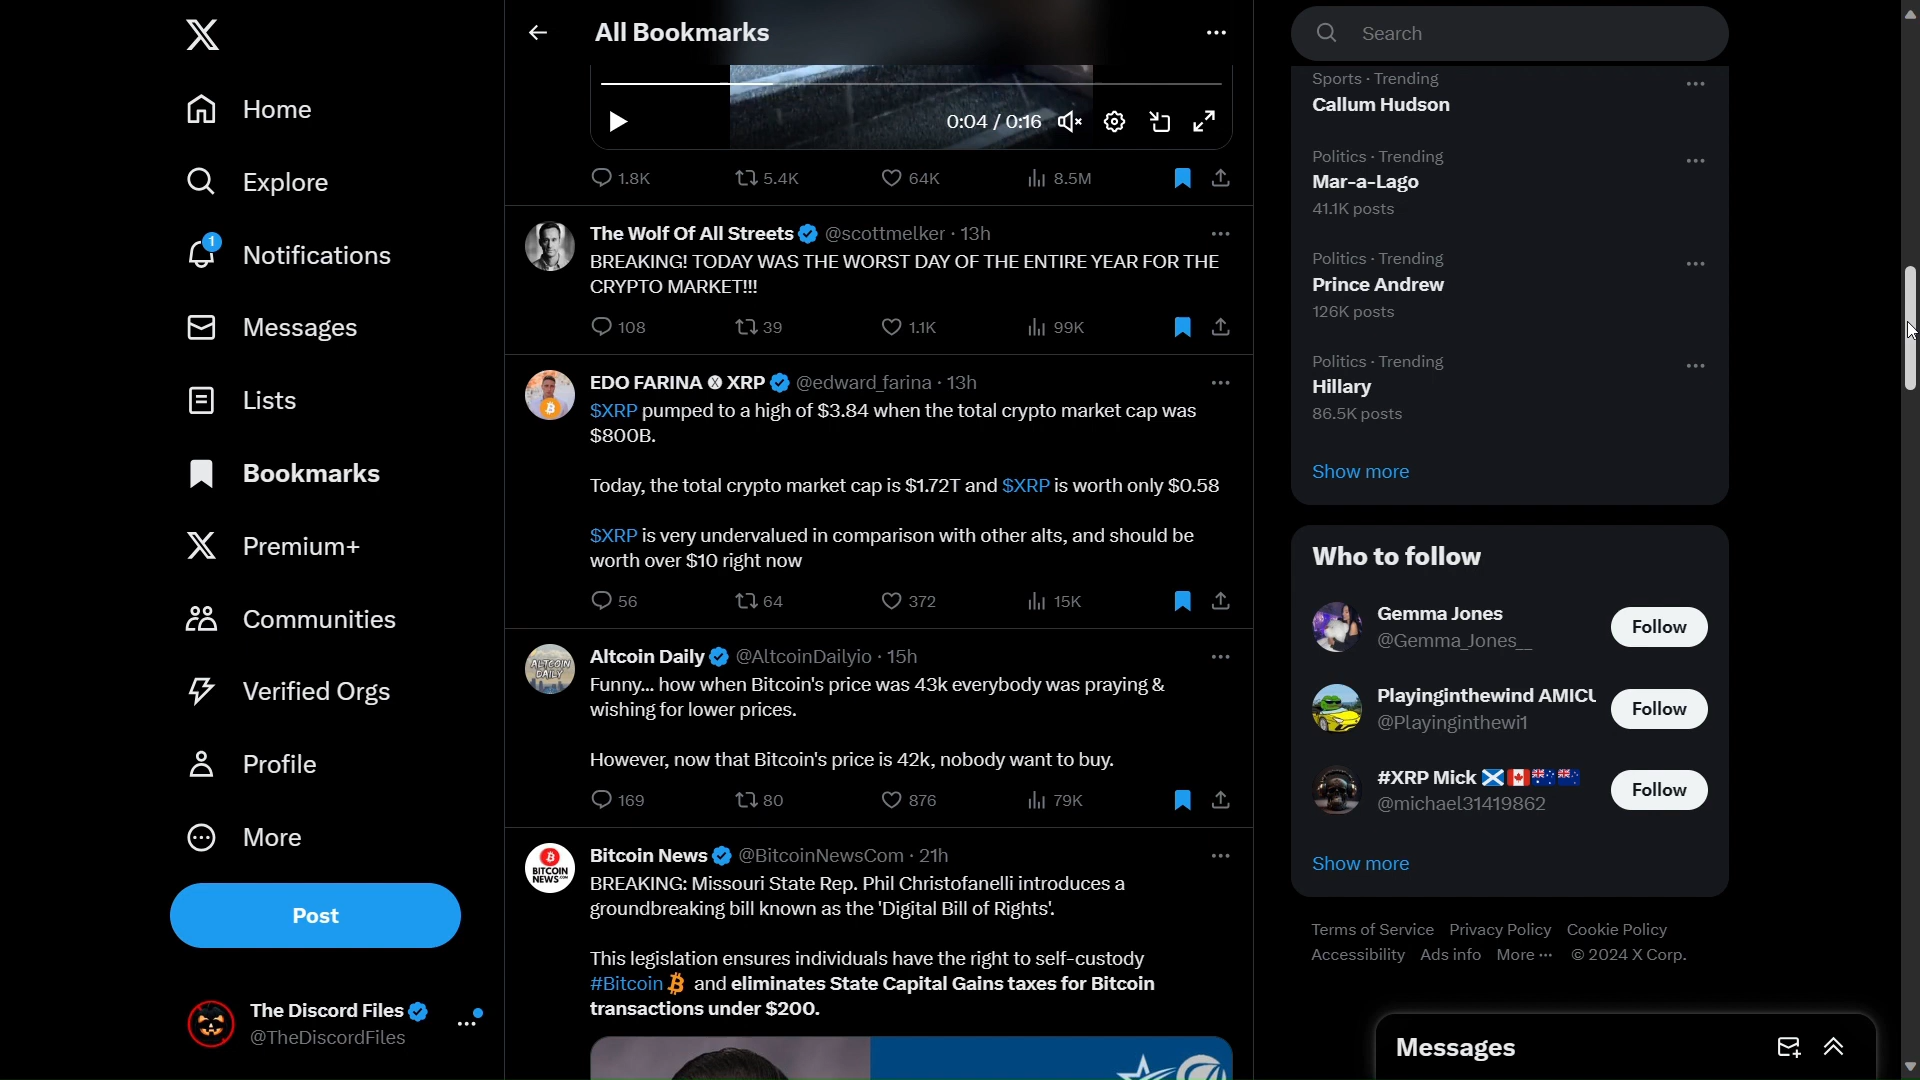 Home
Explore
1
Notifications
Messages
Lists
Bookmarks
Premium+
Communities
Verified Orgs
Profile
More
Post
The Discord Files
@TheDiscordFiles
All Bookmarks
0:04 / 0:16
1.8K 5.4K 64K 8.5M
The Wolf Of All Streets @scottmelker · 13h
BREAKING! TODAY WAS THE WORST DAY OF THE ENTIRE YEAR FOR THE
CRYPTO MARKET!!!
108 39 1.1K 99K
EDO FARINA XRP @edward_farina · 13h
$XRP pumped to a high of $3.84 when the total crypto market cap was
$800B.
Today, the total crypto market cap is $1.72T and $XRP is worth only $0.58
$XRP is very undervalued in comparison with other alts, and should be
worth over $10 right now
56 64 372 15K
ALTCOIN
DAILY
Altcoin Daily @AltcoinDailyio · 15h
Funny... how when Bitcoin's price was 43k everybody was praying &
wishing for lower prices.
However, now that Bitcoin's price is 42k, nobody want to buy.
169 80 876 79K
BITCOIN
NEWS
Bitcoin News @BitcoinNewsCom · 21h
BREAKING: Missouri State Rep. Phil Christofanelli introduces a
groundbreaking bill known as the 'Digital Bill of Rights'.
This legislation ensures individuals have the right to self-custody
#Bitcoin and eliminates State Capital Gains taxes for Bitcoin
transactions under $200.
Search
Sports · Trending
Callum Hudson
Politics · Trending
Mar-a-Lago
41.1K posts
Politics · Trending
Prince Andrew
126K posts
Politics · Trending
Hillary
86.5K posts
Show more
Who to follow
Gemma Jones
@Gemma_Jones__
Follow
Playinginthewind AMICU
@Playinginthewi1
Follow
#XRP Mick
@michael31419862
Follow
Show more
Terms of Service Privacy Policy Cookie Policy
Accessibility Ads info More ··· © 2024 X Corp.
Messages